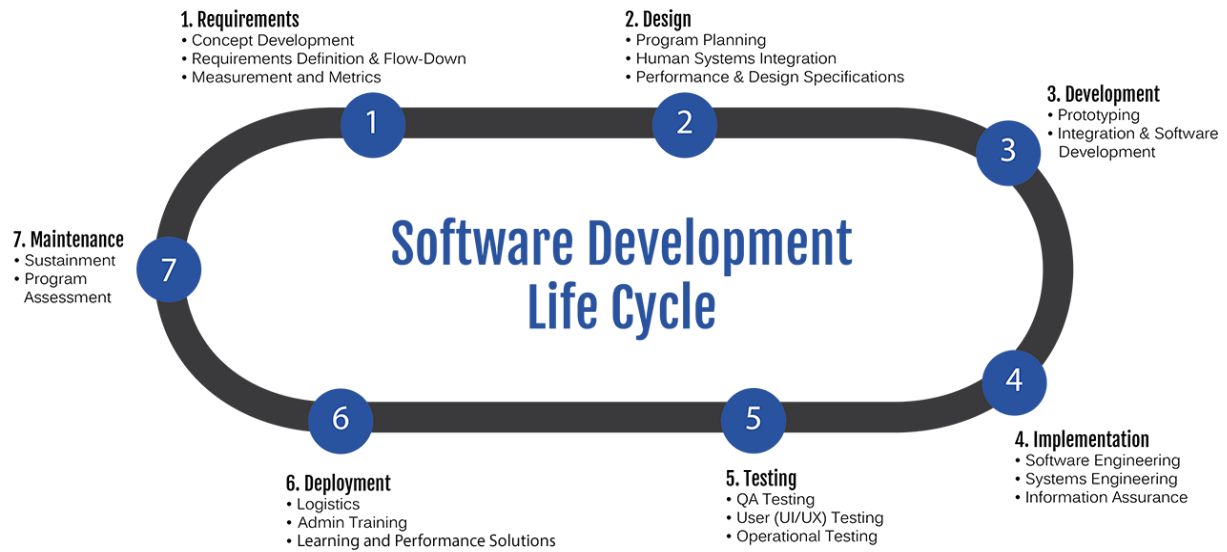 1. Requirements
• Concept Development
• Requirements Definition & Flow-Down
• Measurement and Metrics
2. Design
• Program Planning
• Human Systems Integration
• Performance & Design Specifications
3. Development
• Prototyping
• Integration & Software
Development
1
2
3
Software Development
Life Cycle
7. Maintenance
• Sustainment
• Program
Assessment
7
4
6
5
4. Implementation
• Software Engineering
• Systems Engineering
• Information Assurance
5. Testing
• QA Testing
• User (UI/UX) Testing
• Operational Testing
6. Deployment
• Logistics
• Admin Training
• Learning and Performance Solutions